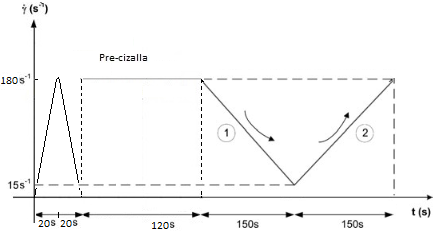 γ̇ (s⁻¹)
Pre-cizalla
180s⁻¹
1
2
15s⁻¹
t (s)
20s 20s 120s 150s 150s